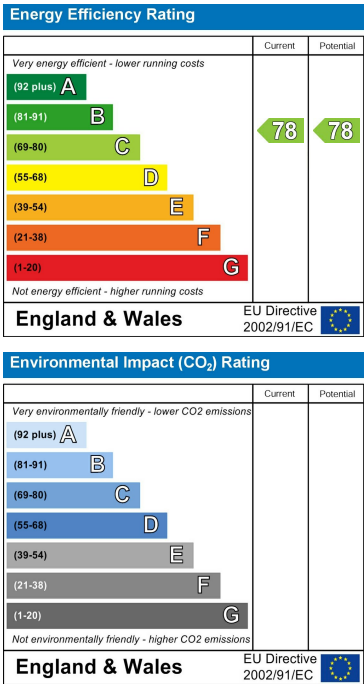 Energy Efficiency Rating
Current Potential
Very energy efficient - lower running costs
(92 plus) A
(81-91) B
(69-80) C
78 78
(55-68) D
(39-54) E
(21-38) F
(1-20) G
Not energy efficient - higher running costs
England & Wales
EU Directive
2002/91/EC
Environmental Impact (CO₂) Rating
Current Potential
Very environmentally friendly - lower CO2 emissions
(92 plus) A
(81-91) B
(69-80) C
(55-68) D
(39-54) E
(21-38) F
(1-20) G
Not environmentally friendly - higher CO2 emissions
England & Wales
EU Directive
2002/91/EC